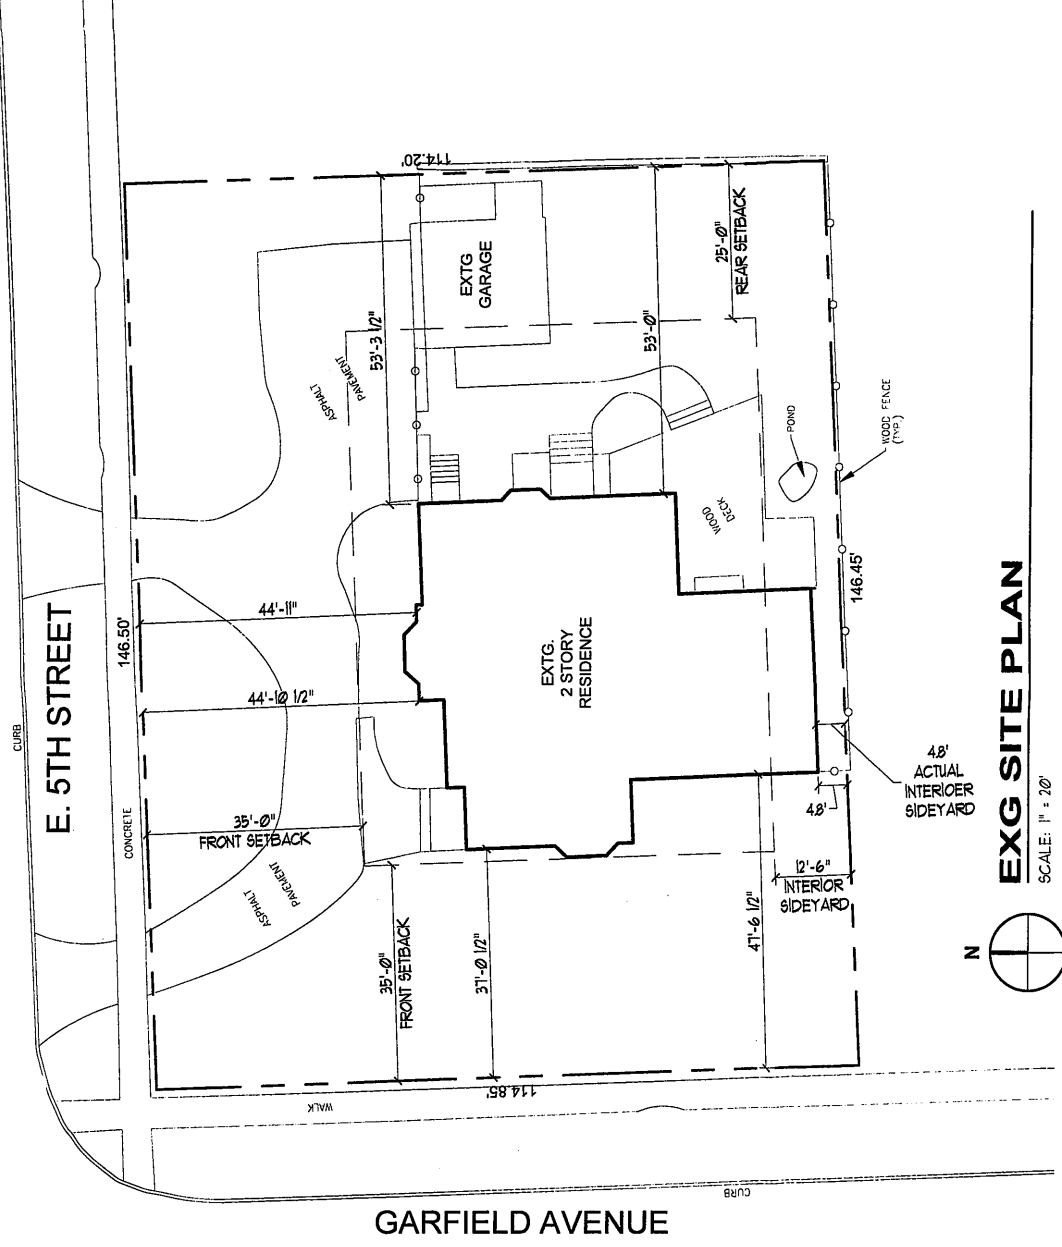 114.20'
EXTG
GARAGE
25'-0"
REAR SETBACK
53'-3 1/2"
53'-0"
ASPHALT
PAVEMENT
POND
WOOD FENCE
(TYP.)
WOOD
DECK
146.45'
E. 5TH STREET
146.50'
44'-11"
EXTG.
2 STORY
RESIDENCE
44'-10 1/2"
CURB
CONCRETE
35'-0"
FRONT SETBACK
4.8'
ACTUAL
INTERIOER
SIDEYARD
4.8'
ASPHALT
PAVEMENT
12'-6"
INTERIOR
SIDEYARD
47'-6 1/2"
35'-0"
FRONT SETBACK
37'-0 1/2"
EXG SITE PLAN
SCALE: 1" = 20'
N
114.85'
WALK
CURB
GARFIELD AVENUE